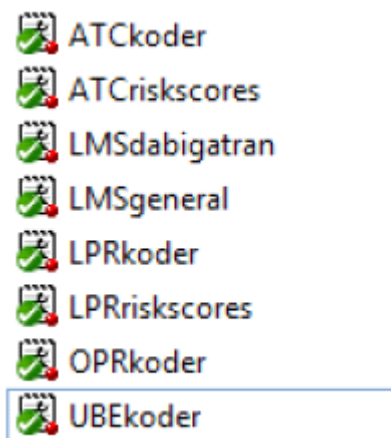 ATCkoder
ATCriskscores
LMSdabigatran
LMSgeneral
LPRkoder
LPRriskscores
OPRkoder
UBEkoder